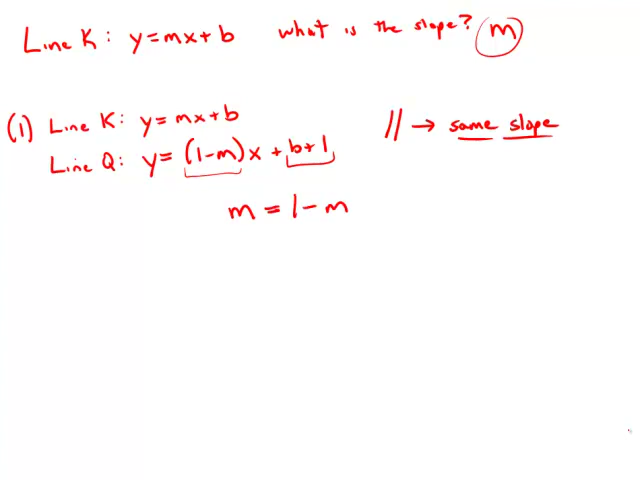 Line K: y=mx+b what is the slope? m
(1) Line K: y=mx+b // → same slope
Line Q: y= (1-m)x + b+1
m = 1-m